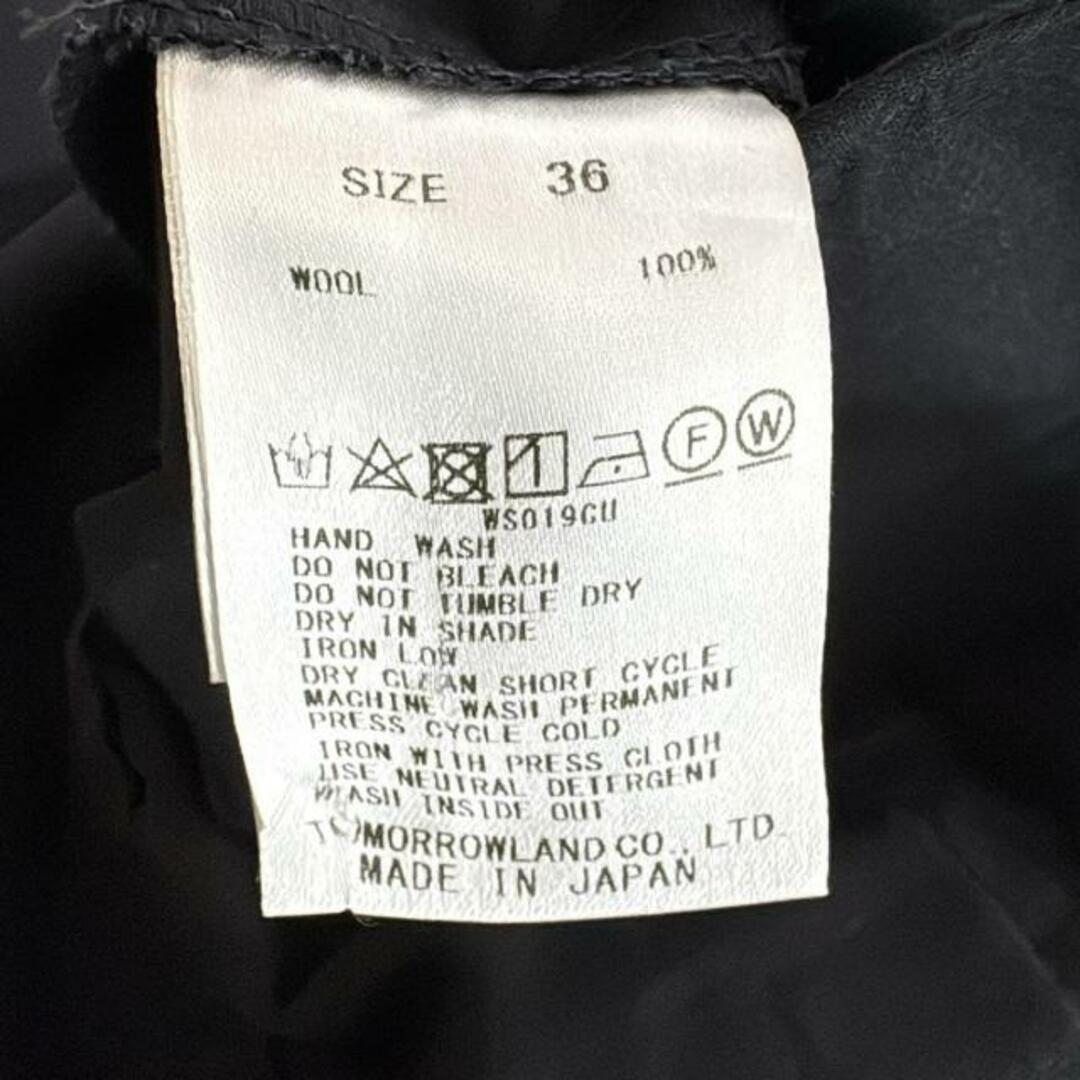 SIZE 36
WOOL 100%
F W
WS019GU
HAND WASH
DO NOT BLEACH
DO NOT TUMBLE DRY
DRY IN SHADE
IRON LOW
DRY CLEAN SHORT CYCLE
MACHINE WASH PERMANENT
PRESS CYCLE COLD
IRON WITH PRESS CLOTH
USE NEUTRAL DETERGENT
WASH INSIDE OUT
TOMORROWLAND CO., LTD.
MADE IN JAPAN